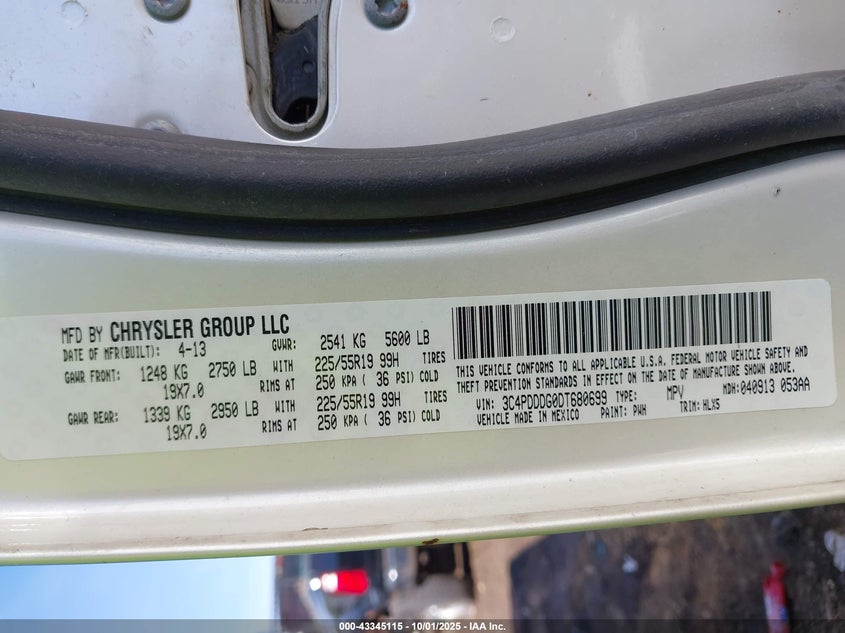 MFD BY CHRYSLER GROUP LLC
DATE OF MFR(BUILT): 4-13 GVWR: 2541 KG 5600 LB
GAWR FRONT: 1248 KG 2750 LB WITH 225/55R19 99H TIRES
19X7.0 RIMS AT 250 KPA ( 36 PSI) COLD
GAWR REAR: 1339 KG 2950 LB WITH 225/55R19 99H TIRES
19X7.0 RIMS AT 250 KPA ( 36 PSI) COLD
THIS VEHICLE CONFORMS TO ALL APPLICABLE U.S.A. FEDERAL MOTOR VEHICLE SAFETY AND
THEFT PREVENTION STANDARDS IN EFFECT ON THE DATE OF MANUFACTURE SHOWN ABOVE.
VIN: 3C4PDDDG0DT680699 TYPE: MPV MDH: 040913 053AA
VEHICLE MADE IN MEXICO PAINT: PWH TRIM: HLX5
000-43345115 - 10/01/2025 - IAA Inc.